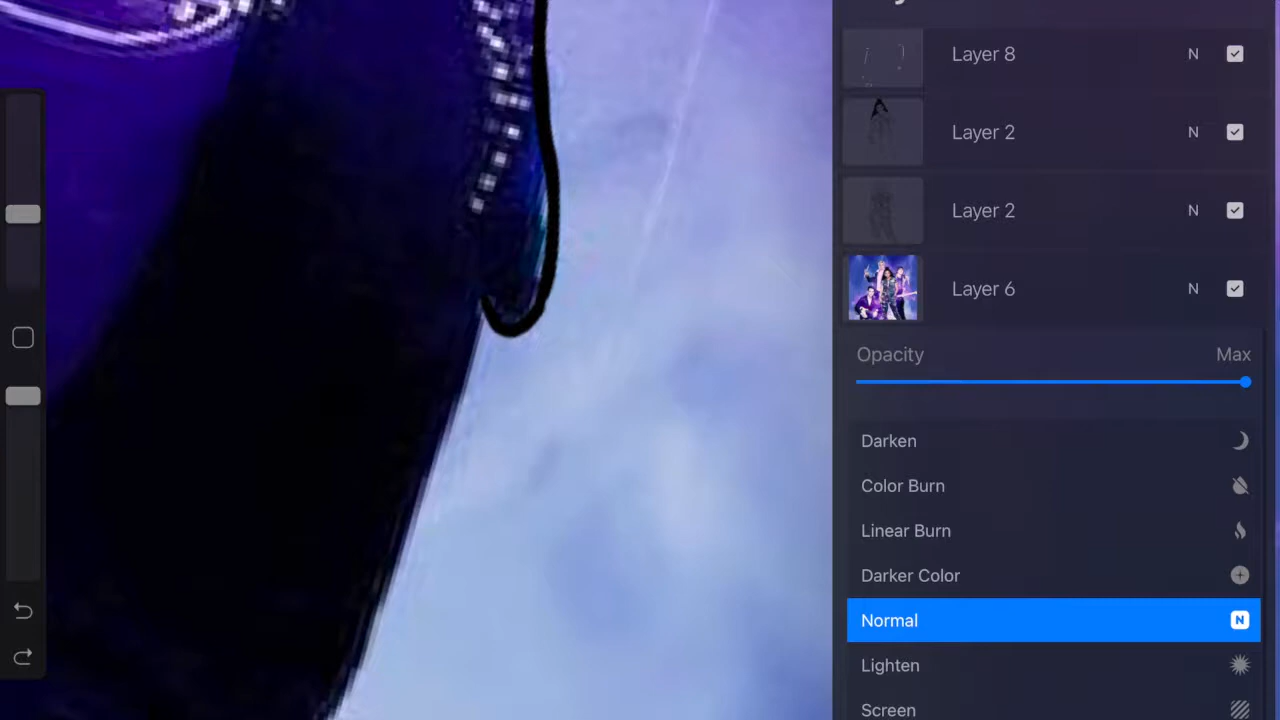 Layer 8 N
Layer 2 N
Layer 2 N
Layer 6 N
Opacity Max
Darken
Color Burn
Linear Burn
Darker Color
Normal N
Lighten
Screen